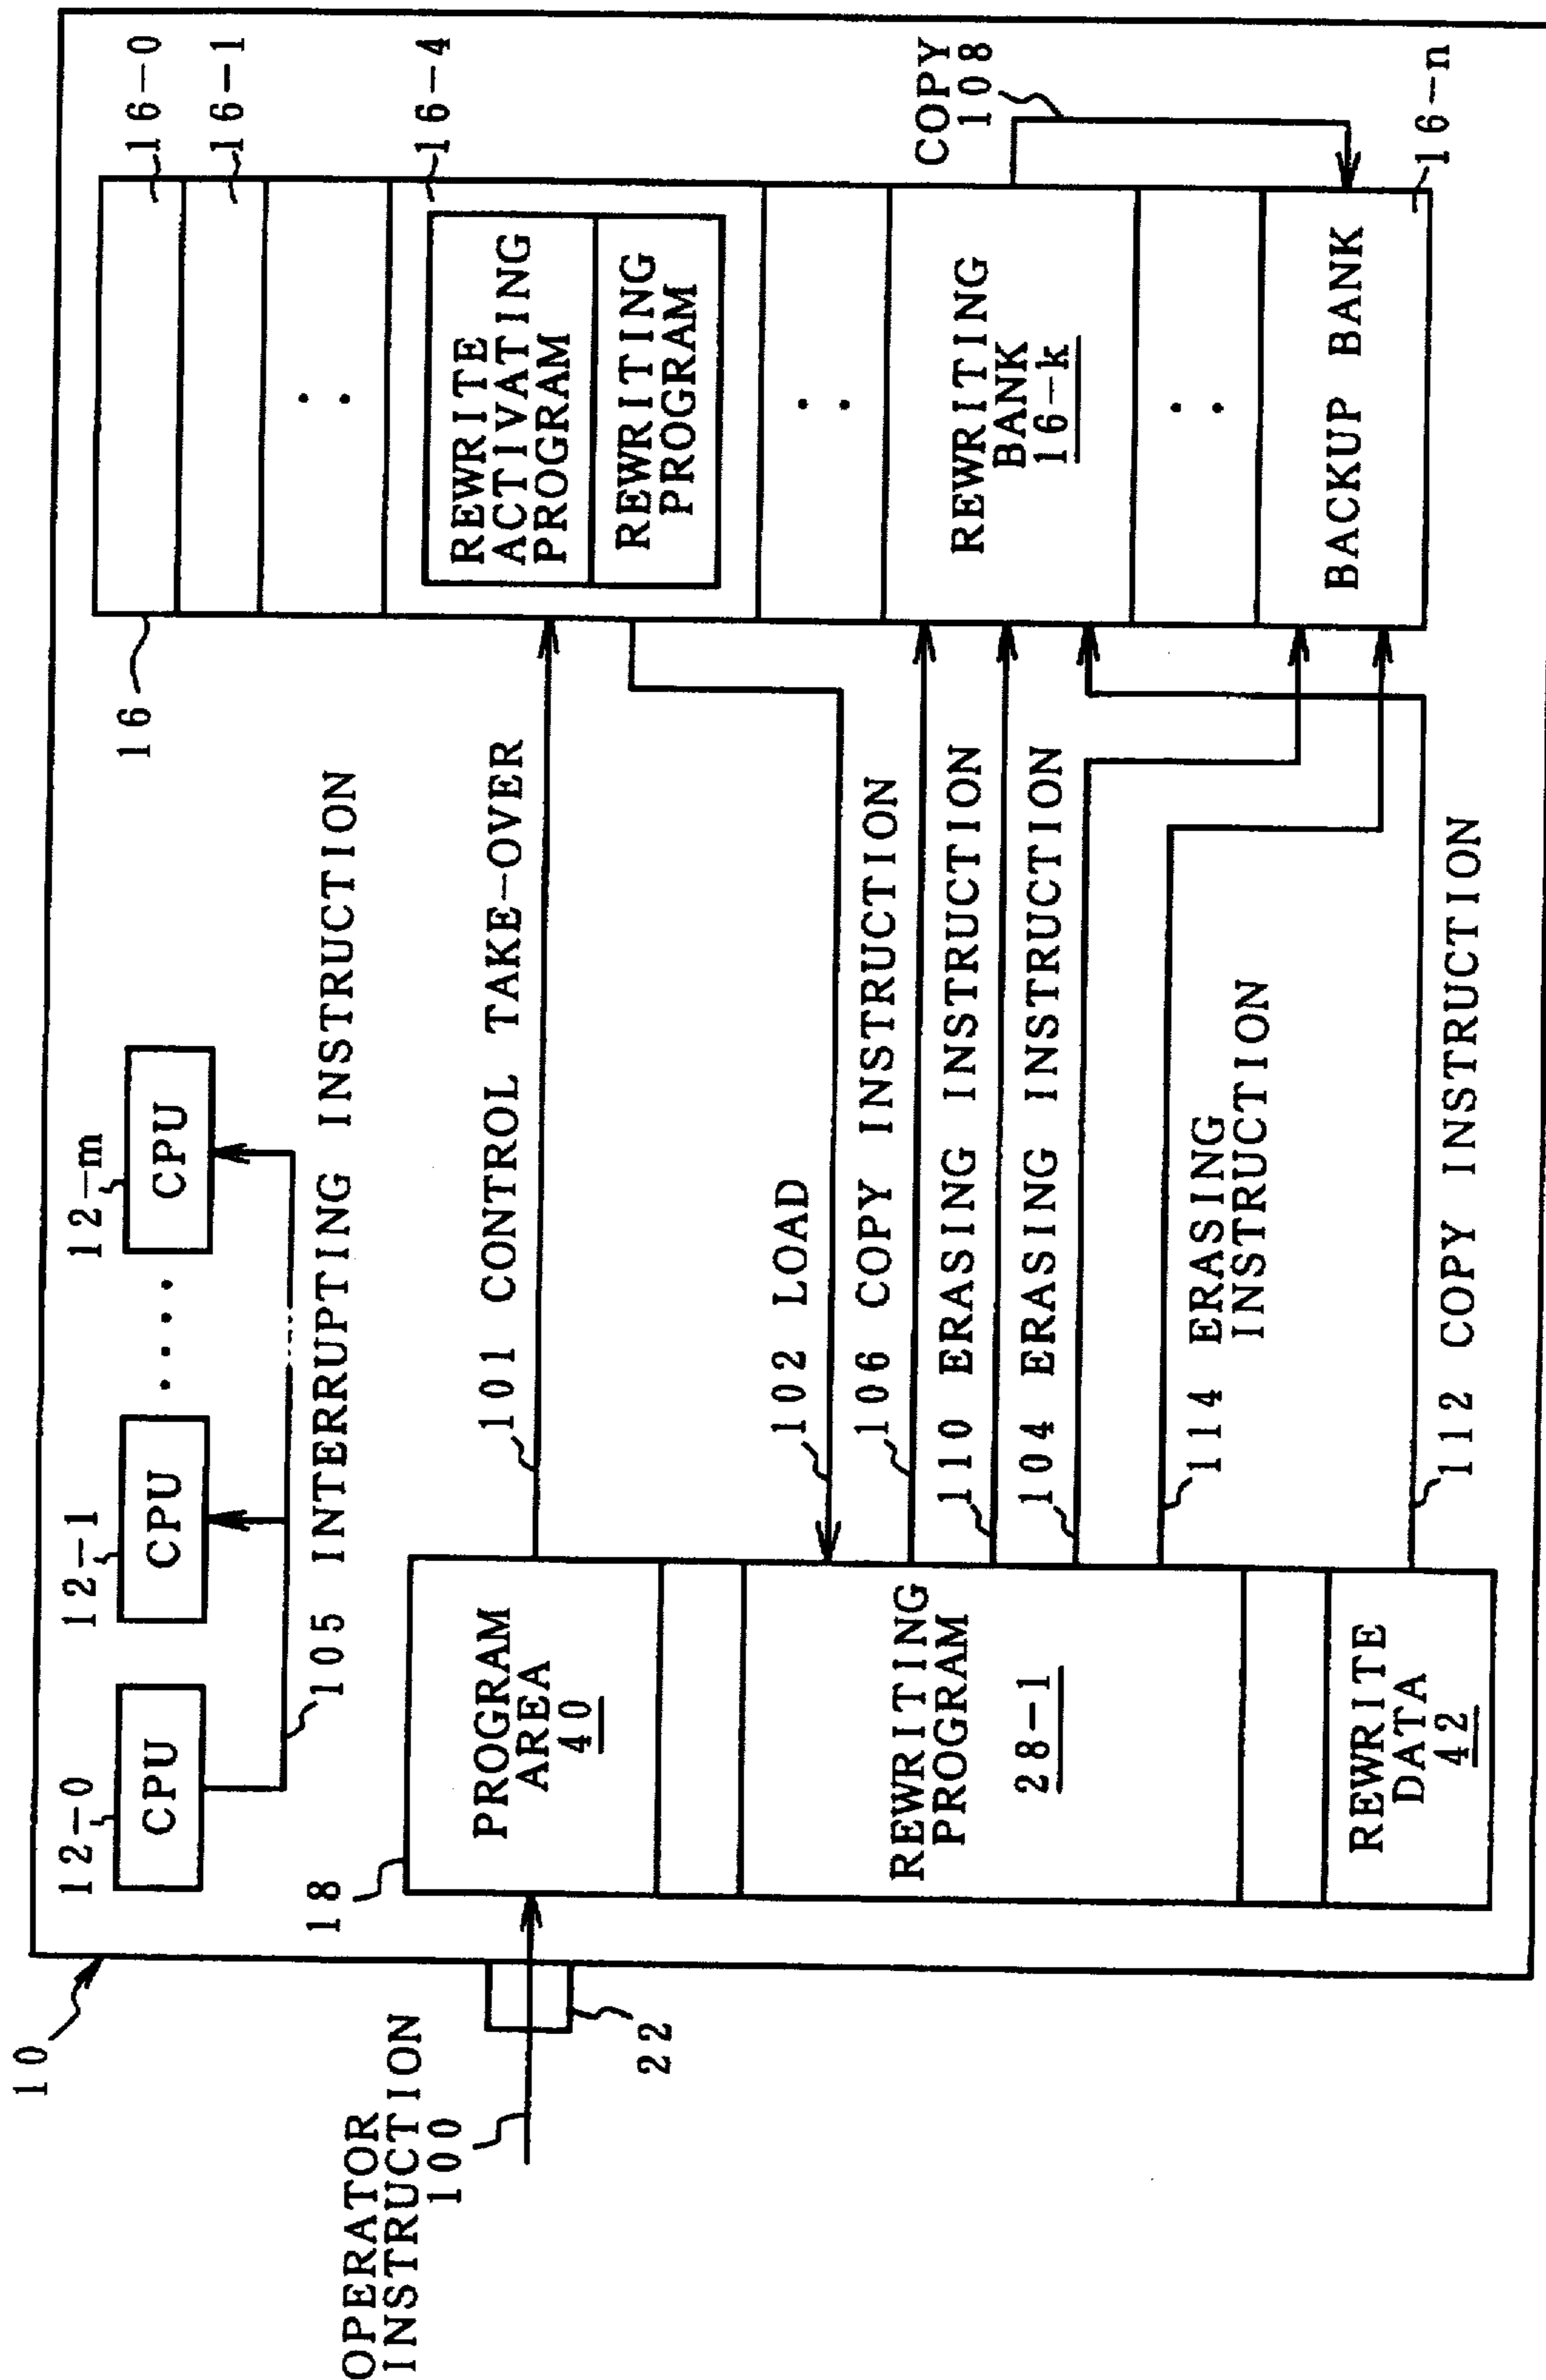 10
OPERATOR
INSTRUCTION
100
22
12-0
CPU
12-1
CPU
12-m
CPU
105 INTERRUPTING INSTRUCTION
18
PROGRAM
AREA
40
REWRITING
PROGRAM
28-1
REWRITE
DATA
42
101 CONTROL TAKE-OVER
102 LOAD
106 COPY INSTRUCTION
110 ERASING INSTRUCTION
104 ERASING INSTRUCTION
114 ERASING
INSTRUCTION
112 COPY INSTRUCTION
16
16-0
16-1
16-4
REWRITE
ACTIVATING
PROGRAM
REWRITING
PROGRAM
REWRITING
BANK
16-k
BACKUP BANK
COPY
108
16-n